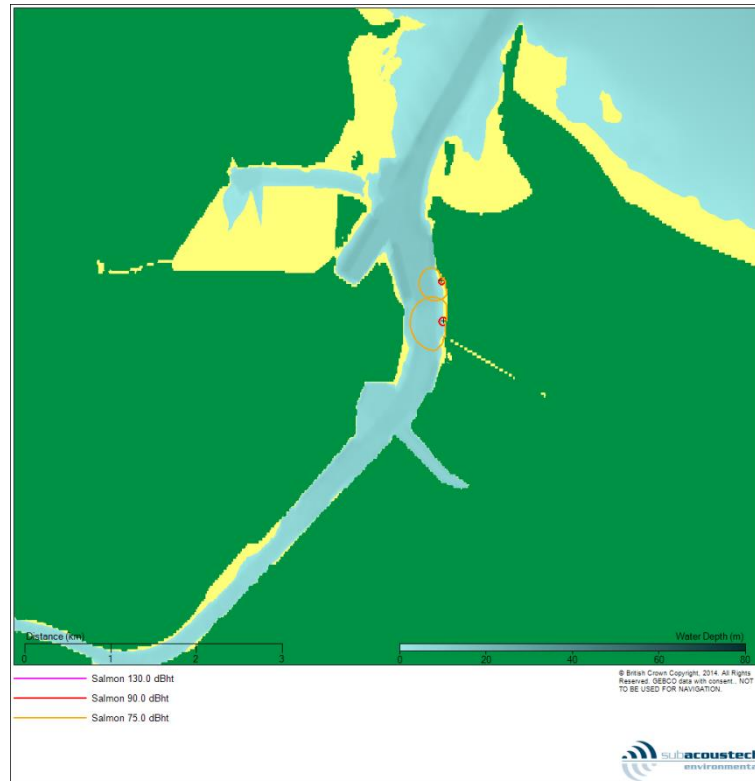 Distance (km)
0 1 2 3
Water Depth (m)
0 20 40 60 80
Salmon 130.0 dBht
Salmon 90.0 dBht
Salmon 75.0 dBht
© British Crown Copyright, 2014. All Rights
Reserved. GEBCO data with consent.. NOT
TO BE USED FOR NAVIGATION.
subacoustech
environmental